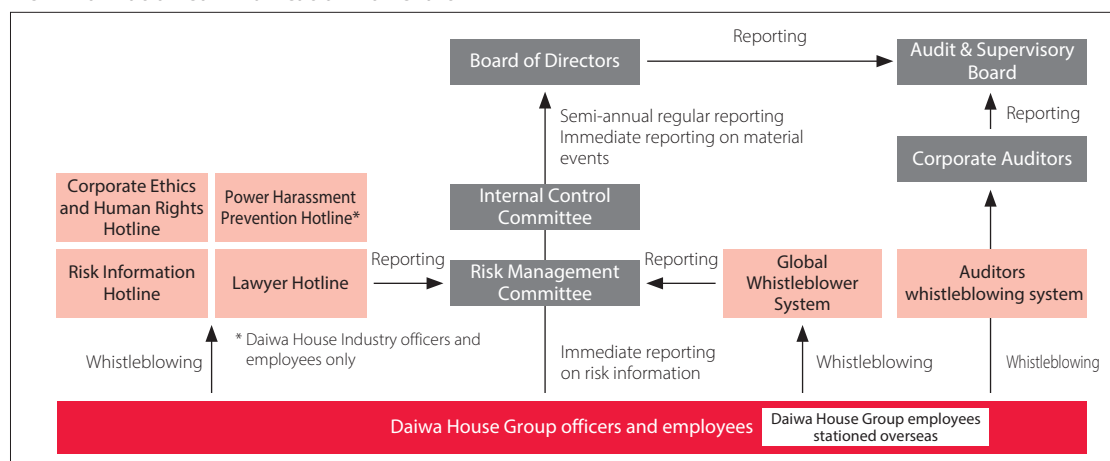 Reporting
Board of Directors
Audit & Supervisory
Board
Semi-annual regular reporting
Immediate reporting on material
events
Reporting
Corporate Auditors
Corporate Ethics
and Human Rights
Hotline
Power Harassment
Prevention Hotline*
Internal Control
Committee
Risk Information
Hotline
Lawyer Hotline
Reporting
Risk Management
Committee
Reporting
Global
Whistleblower
System
Auditors
whistleblowing system
* Daiwa House Industry officers and
employees only
Whistleblowing
Immediate reporting
on risk information
Whistleblowing
Whistleblowing
Daiwa House Group officers and employees
Daiwa House Group employees
stationed overseas